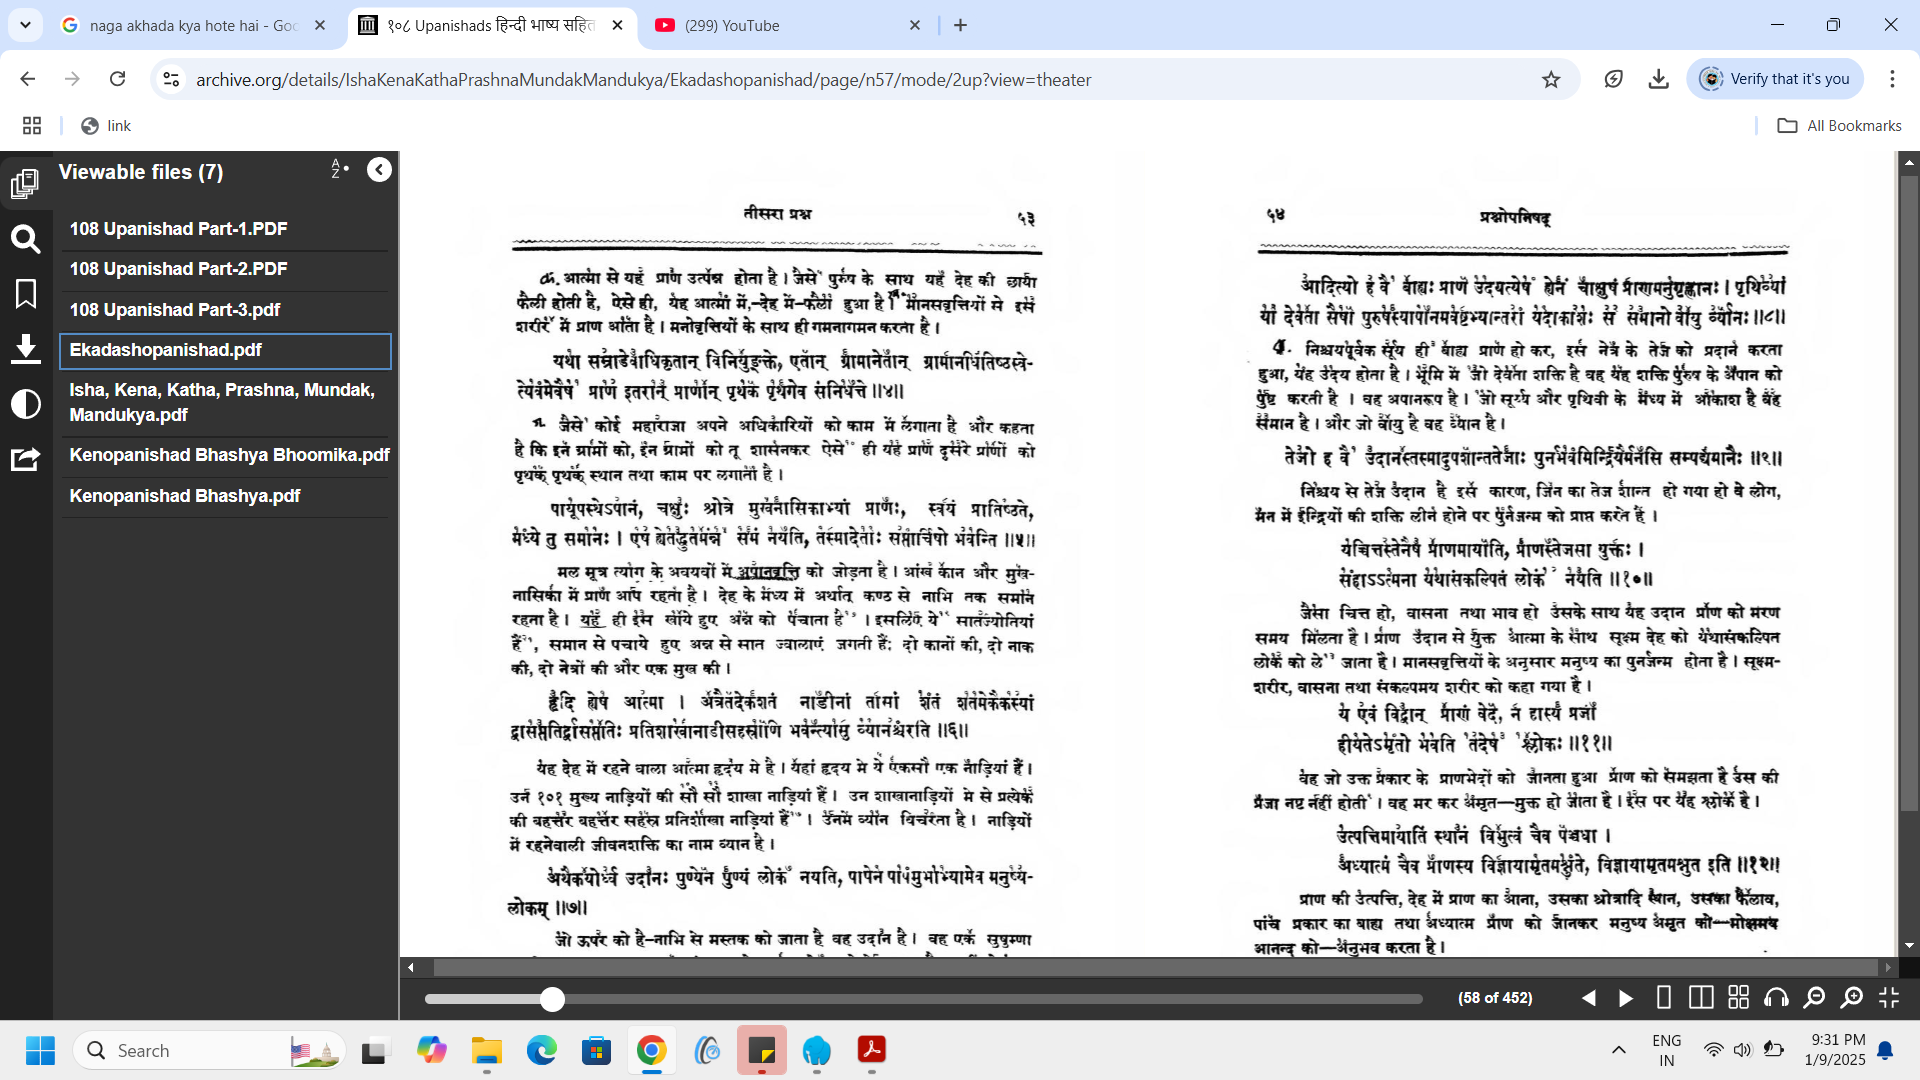 naga akhada kya hote hai - Goo
१०८ Upanishads हिन्दी भाष्य सहित
(299) YouTube
archive.org/details/IshaKenaKathaPrashnaMundakMandukya/Ekadashopanishad/page/n57/mode/2up?view=theater
Verify that it's you
link
All Bookmarks
Viewable files (7)
108 Upanishad Part-1.PDF
108 Upanishad Part-2.PDF
108 Upanishad Part-3.pdf
Ekadashopanishad.pdf
Isha, Kena, Katha, Prashna, Mundak,
Mandukya.pdf
Kenopanishad Bhashya Bhoomika.pdf
Kenopanishad Bhashya.pdf
तीसरा प्रश्न ५३
आत्मा से यह प्राण उत्पन्न होता है। जैसे पुरुष के साथ यह देह की छाया
फैली होती है, ऐसे ही, यह आत्मा में,-देह में-फैला हुआ है। मानसवृत्तियों से इस
शरीर में प्राण आता है। मनोवृत्तियों के साथ ही गमनागमन करता है।
यथा सम्राडेवाधिकृतान् विनियुङ्क्ते, एतान् ग्रामानेतान् ग्रामानधितिष्ठस्वे-
त्येवमेवैष प्राण इतरान् प्राणान् पृथक् पृथगेव संनिधत्ते ॥४॥
जैसे कोई महाराजा अपने अधिकारियों को काम में लगाता है और कहता
है कि इन ग्रामों को, इन ग्रामों को तू शासनकर ऐसे ही यह प्राण दूसरे प्राणों को
पृथक् पृथक् स्थान तथा काम पर लगाता है।
पायूपस्थेऽपानं, चक्षुः श्रोत्रे मुखनासिकाभ्यां प्राणः, स्वयं प्रातिष्ठते,
मध्ये तु समानः। एष ह्येतद्धुतमन्नं समं नयति, तस्मादेताः सप्तार्चिषो भवन्ति ॥५॥
मल मूत्र त्याग के अवयवों में अपानवृत्ति को जोड़ता है। आंख कान और मुख-
नासिका में प्राण आप रहता है। देह के मध्य में अर्थात् कण्ठ से नाभि तक समान
रहता है। यह ही इस खाये हुए अन्न को पचाता है। इसलिए ये सातज्योतियां
हैं, समान से पचाये हुए अन्न से सात ज्वालाएं जगती हैं: दो कानों की, दो नाक
की, दो नेत्रों की और एक मुख की।
हृदि ह्येष आत्मा। अत्रैतदेकशतं नाडीनां तासां शतं शतमेकैकस्यां
द्वासप्ततिर्द्वासप्ततिः प्रतिशाखानाडीसहस्राणि भवन्त्यासु व्यानश्चरति ॥६॥
यह देह में रहने वाला आत्मा हृदय मे है। यहां हृदय मे ये एकसौ एक नाड़ियां हैं।
उन १०१ मुख्य नाड़ियों की सौ सौ शाखा नाड़ियां हैं। उन शाखानाड़ियों मे से प्रत्येक
की बहत्तर बहत्तर सहस्र प्रतिशाखा नाड़ियां हैं। उनमें व्यान विचरता है। नाड़ियों
में रहनेवाली जीवनशक्ति का नाम व्यान है।
अथैकयोर्ध्व उदानः पुण्येन पुण्यं लोकं नयति, पापेन पापमुभाभ्यामेव मनुष्य-
लोकम् ॥७॥
जो ऊपर को है-नाभि से मस्तक को जाता है वह उदान है। वह एक सुषुम्णा
५४ प्रश्नोपनिषद्
आदित्यो ह वै बाह्यः प्राण उदयत्येष ह्येनं चाक्षुषं प्राणमनुगृह्णानः। पृथिव्यां
या देवता सैषा पुरुषस्यापानमवष्टभ्यान्तरा यदाकाशः स समानो वायुर्व्यानः॥८॥
निश्चयपूर्वक सूर्य ही बाह्य प्राण हो कर, इस नेत्र के तेज को प्रदान करता
हुआ, यह उदय होता है। भूमि में जो देवता शक्ति है वह यह शक्ति पुरुष के अपान को
पुष्ट करती है। वह अपानरूप है। जो सूर्य्य और पृथिवी के मध्य में आकाश है वह
समान है। और जो वायु है वह व्यान है।
तेजो ह वै उदानस्तस्मादुपशान्ततेजाः पुनर्भवमिन्द्रियैर्मनसि सम्पद्यमानैः ॥९॥
निश्चय से तेज उदान है इस कारण, जिन का तेज शान्त हो गया हो वे लोग,
मन में इन्द्रियों की शक्ति लीन होने पर पुनर्जन्म को प्राप्त करते हैं।
यच्चित्तस्तेनैष प्राणमायाति, प्राणस्तेजसा युक्तः।
सहाऽऽत्मना यथासंकल्पितं लोकं नयति ॥१०॥
जैसा चित्त हो, वासना तथा भाव हो उसके साथ यह उदान प्राण को मरण
समय मिलता है। प्राण उदान से युक्त आत्मा के साथ सूक्ष्म देह को यथासंकल्पित
लोक को ले जाता है। मानसवृत्तियों के अनुसार मनुष्य का पुनर्जन्म होता है। सूक्ष्म-
शरीर, वासना तथा संकल्पमय शरीर को कहा गया है।
य एवं विद्वान् प्राणं वेद, न हास्य प्रजा
हीयतेऽमृतो भवति तदेष श्लोकः ॥११॥
वह जो उक्त प्रकार के प्राणभेदों को जानता हुआ प्राण को समझता है उस की
प्रजा नष्ट नहीं होती। वह मर कर अमृत—मुक्त हो जाता है। इस पर यह श्लोक है।
उत्पत्तिमायातिं स्थानं विभुत्वं चैव पञ्चधा।
अध्यात्मं चैव प्राणस्य विज्ञायामृतमश्नुते, विज्ञायामृतमश्नुत इति ॥१२॥
प्राण की उत्पत्ति, देह में प्राण का आना, उसका श्रोत्रादि स्थान, उसका फैलाव,
पांच प्रकार का बाह्य तथा अध्यात्म प्राण को जानकर मनुष्य अमृत को—मोक्षमय
आनन्द को—अनुभव करता है।
(58 of 452)
Search
ENG
IN
9:31 PM
1/9/2025